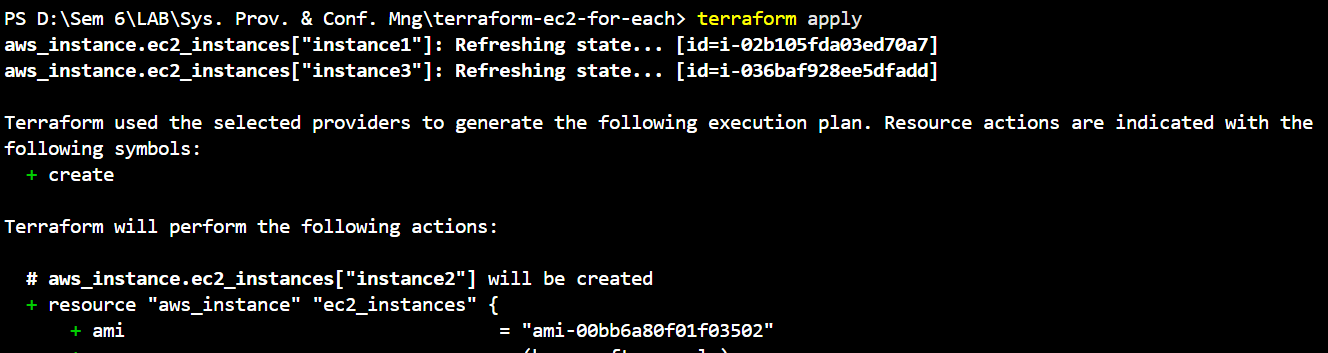 PS D:\Sem 6\LAB\Sys. Prov. & Conf. Mng\terraform-ec2-for-each> terraform apply
aws_instance.ec2_instances["instance1"]: Refreshing state... [id=i-02b105fda03ed70a7]
aws_instance.ec2_instances["instance3"]: Refreshing state... [id=i-036baf928ee5dfadd]
Terraform used the selected providers to generate the following execution plan. Resource actions are indicated with the
following symbols:
+ create
Terraform will perform the following actions:
# aws_instance.ec2_instances["instance2"] will be created
+ resource "aws_instance" "ec2_instances" {
+ ami = "ami-00bb6a80f01f03502"